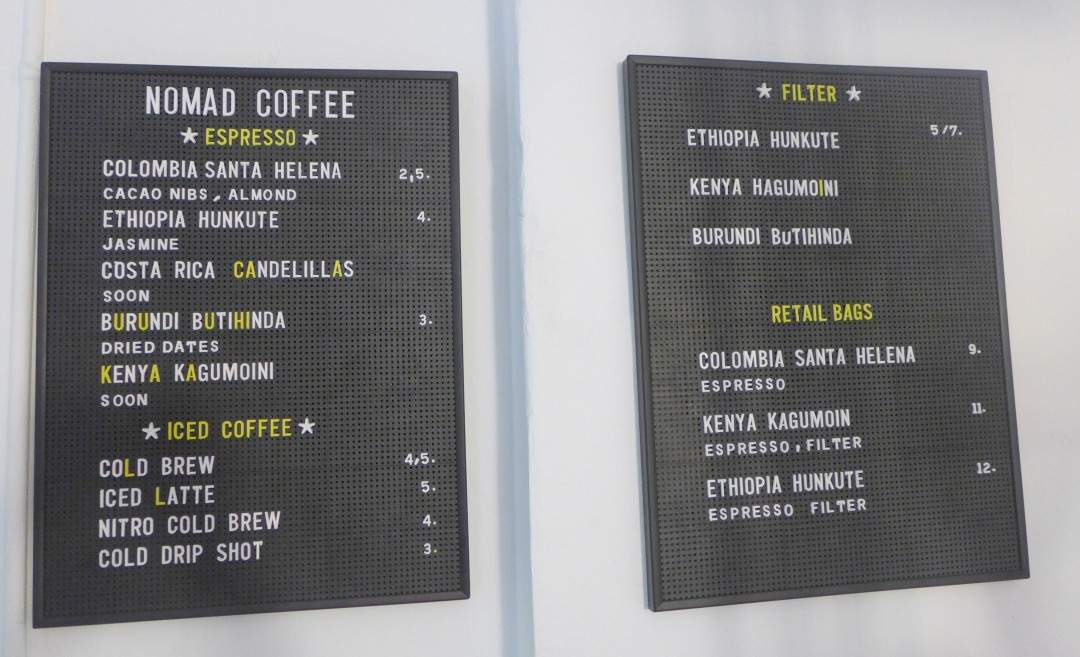 NOMAD COFFEE
★ ESPRESSO ★
COLOMBIA SANTA HELENA 2,5.
CACAO NIBS, ALMOND
ETHIOPIA HUNKUTE 4.
JASMINE
COSTA RICA CANDELILLAS
SOON
BURUNDI BUTIHINDA 3.
DRIED DATES
KENYA KAGUMOINI
SOON
★ ICED COFFEE ★
COLD BREW 4,5.
ICED LATTE 5.
NITRO COLD BREW 4.
COLD DRIP SHOT 3.
★ FILTER ★
ETHIOPIA HUNKUTE 5/7.
KENYA HAGUMOINI
BURUNDI BUTIHINDA
RETAIL BAGS
COLOMBIA SANTA HELENA 9.
ESPRESSO
KENYA KAGUMOIN 11.
ESPRESSO, FILTER
ETHIOPIA HUNKUTE 12.
ESPRESSO FILTER